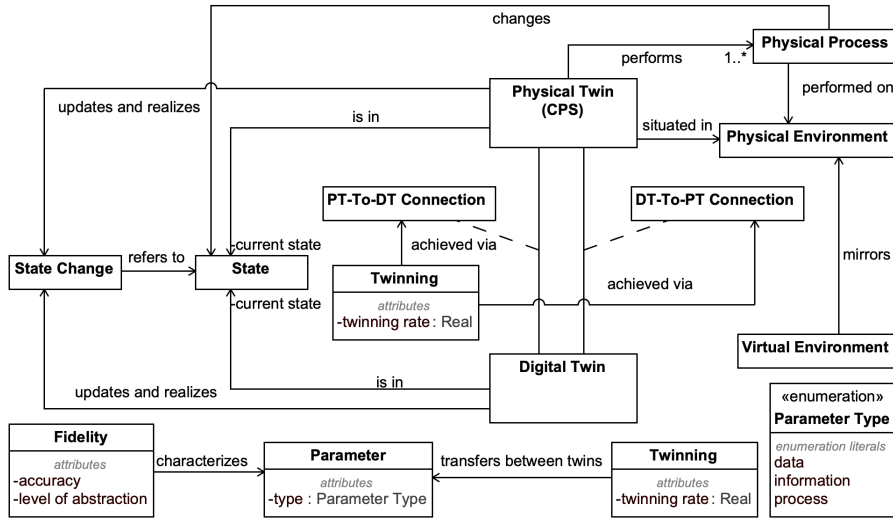 changes
Physical Process
performs
1..*
performed on
updates and realizes
Physical Twin
(CPS)
is in
situated in
Physical Environment
PT-To-DT Connection
DT-To-PT Connection
-current state
achieved via
refers to
mirrors
State Change
State
Twinning
achieved via
-current state
attributes
-twinning rate : Real
Virtual Environment
Digital Twin
is in
updates and realizes
«enumeration»
Parameter Type
enumeration literals
data
information
process
Fidelity
attributes
-accuracy
-level of abstraction
characterizes
Parameter
attributes
-type : Parameter Type
transfers between twins
Twinning
attributes
-twinning rate : Real